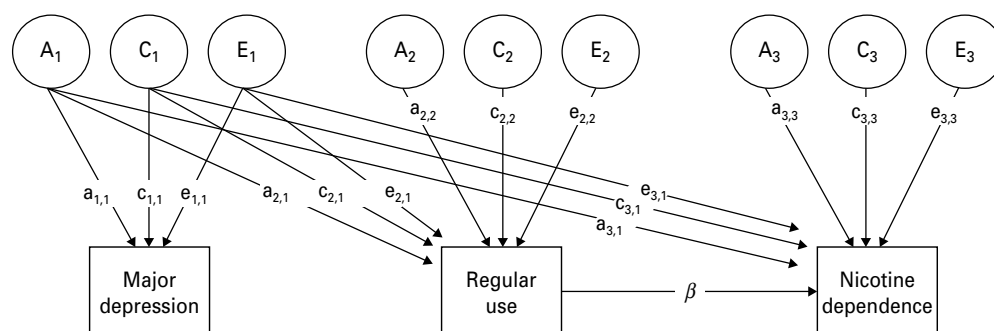 A1 C1 E1 A2 C2 E2 A3 C3 E3
a2,2 c2,2 e2,2 a3,3 c3,3 e3,3
a1,1 c1,1 e1,1 a2,1 c2,1 e2,1 e3,1
c3,1
a3,1
Major
depression
Regular
use
β
Nicotine
dependence